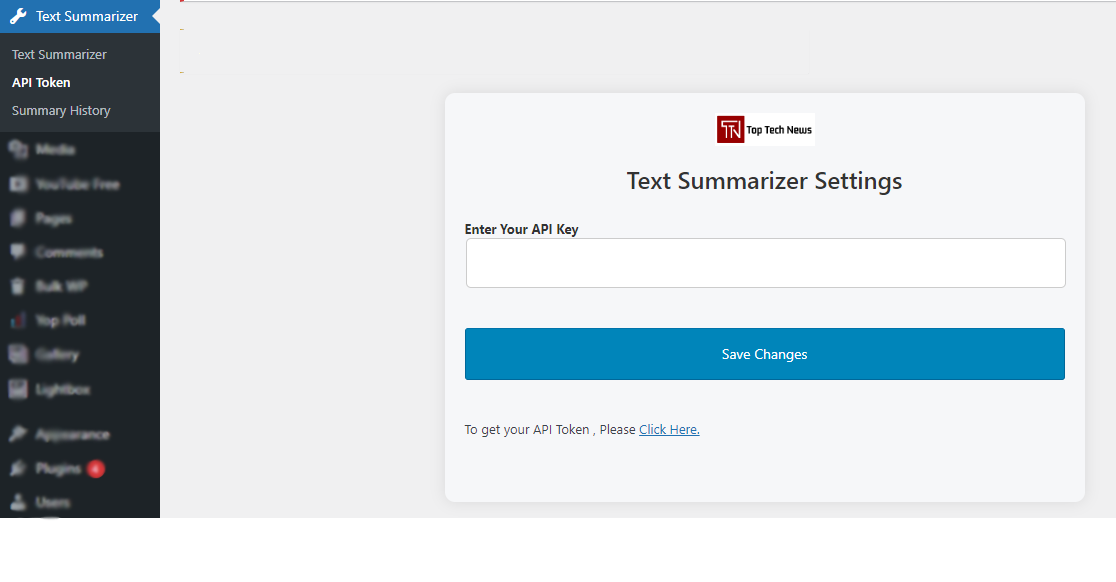 Text Summarizer
Text Summarizer
API Token
Summary History
Media
YouTube Free
Pages
Comments
Bulk WP
Yop Poll
Gallery
Lightbox
Appearance
Plugins 4
Users
TN Top Tech News
Text Summarizer Settings
Enter Your API Key
Save Changes
To get your API Token , Please Click Here.